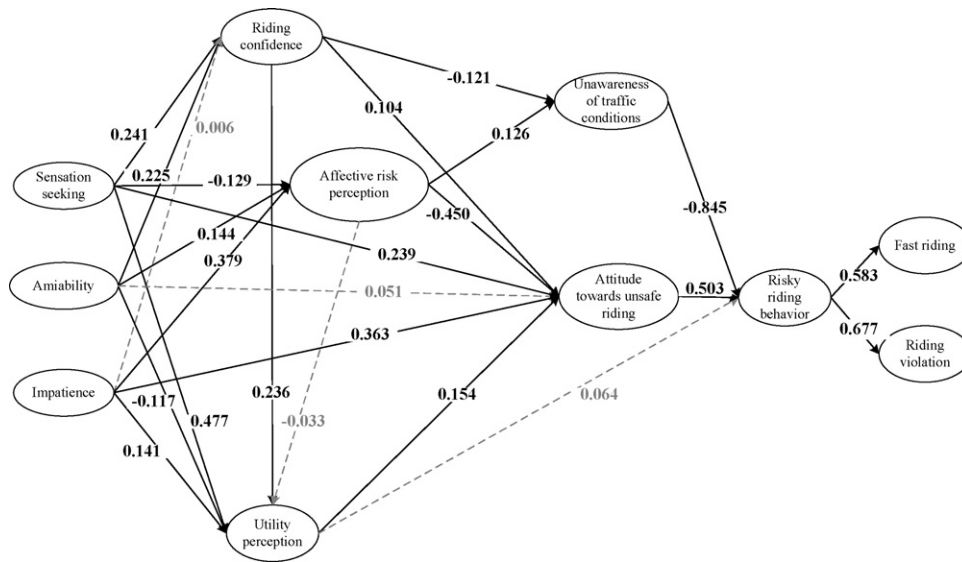 Riding
confidence
-0.121
Unawareness
of traffic
conditions
0.104
0.006
0.126
0.241
Sensation
seeking
0.225
-0.129
Affective risk
perception
-0.450
-0.845
0.144
0.239
Fast riding
0.379
0.583
Amiability
0.051
Attitude
towards unsafe
riding
0.503
Risky
riding
behavior
0.363
0.677
Riding
violation
Impatience
0.236
0.154
0.064
-0.117
0.477
-0.033
0.141
Utility
perception